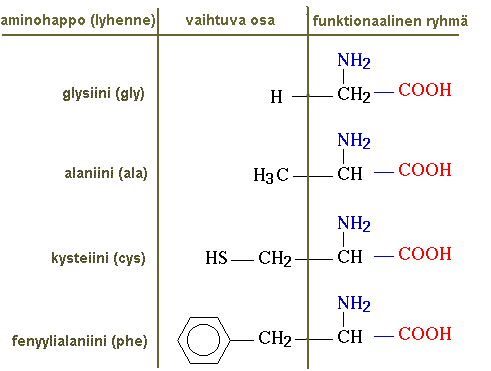 aminohappo (lyhenne) vaihtuva osa funktionaalinen ryhmä
NH2
glysiini (gly) H CH2 COOH
NH2
alaniini (ala) H3C CH COOH
NH2
kysteiini (cys) HS CH2 CH COOH
NH2
fenyylialaniini (phe) CH2 CH COOH